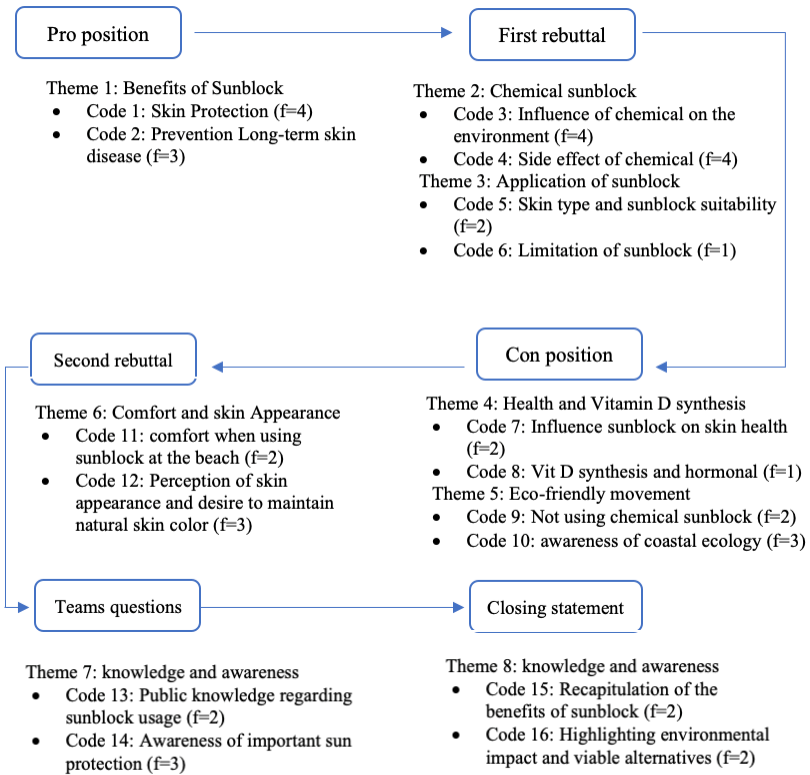 Pro position
First rebuttal
Theme 1: Benefits of Sunblock
• Code 1: Skin Protection (f=4)
• Code 2: Prevention Long-term skin
disease (f=3)
Theme 2: Chemical sunblock
• Code 3: Influence of chemical on the
environment (f=4)
• Code 4: Side effect of chemical (f=4)
Theme 3: Application of sunblock
• Code 5: Skin type and sunblock suitability
(f=2)
• Code 6: Limitation of sunblock (f=1)
Second rebuttal
Con position
Theme 6: Comfort and skin Appearance
• Code 11: comfort when using
sunblock at the beach (f=2)
• Code 12: Perception of skin
appearance and desire to maintain
natural skin color (f=3)
Theme 4: Health and Vitamin D synthesis
• Code 7: Influence sunblock on skin health
(f=2)
• Code 8: Vit D synthesis and hormonal (f=1)
Theme 5: Eco-friendly movement
• Code 9: Not using chemical sunblock (f=2)
• Code 10: awareness of coastal ecology (f=3)
Teams questions
Closing statement
Theme 7: knowledge and awareness
• Code 13: Public knowledge regarding
sunblock usage (f=2)
• Code 14: Awareness of important sun
protection (f=3)
Theme 8: knowledge and awareness
• Code 15: Recapitulation of the
benefits of sunblock (f=2)
• Code 16: Highlighting environmental
impact and viable alternatives (f=2)